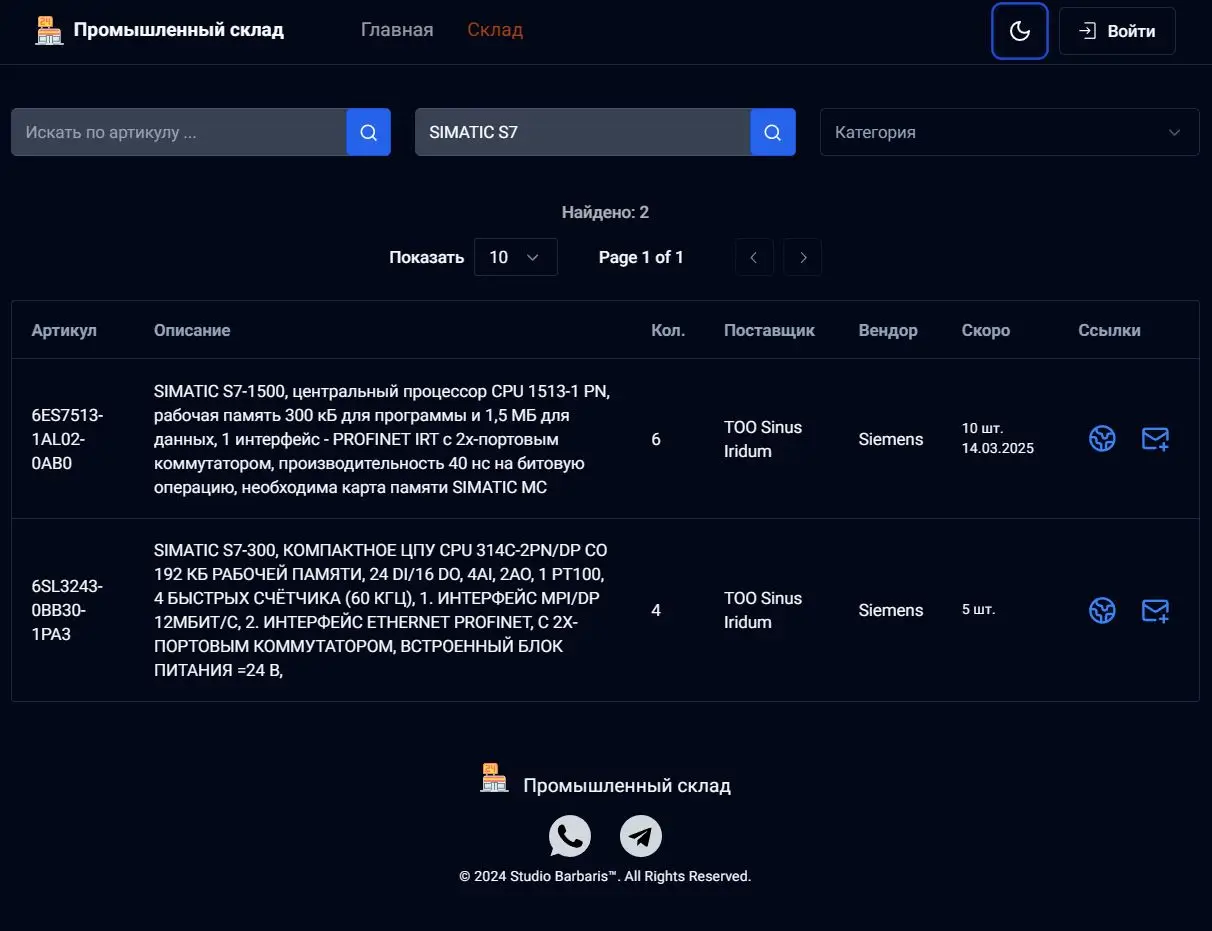 Промышленный склад
Главная
Склад
Войти
Искать по артикулу ...
SIMATIC S7
Категория
Найдено: 2
Показать
10
Page 1 of 1
Артикул
Описание
Кол.
Поставщик
Вендор
Скоро
Ссылки
6ES7513-
1AL02-
0AB0
SIMATIC S7-1500, центральный процессор CPU 1513-1 PN,
рабочая память 300 кБ для программы и 1,5 МБ для
данных, 1 интерфейс - PROFINET IRT с 2х-портовым
коммутатором, производительность 40 нс на битовую
операцию, необходима карта памяти SIMATIC MC
6
ТОО Sinus
Iridum
Siemens
10 шт.
14.03.2025
6SL3243-
0BB30-
1PA3
SIMATIC S7-300, КОМПАКТНОЕ ЦПУ CPU 314C-2PN/DP СО
192 КБ РАБОЧЕЙ ПАМЯТИ, 24 DI/16 DO, 4AI, 2AO, 1 PT100,
4 БЫСТРЫХ СЧЁТЧИКА (60 КГЦ), 1. ИНТЕРФЕЙС MPI/DP
12МБИТ/С, 2. ИНТЕРФЕЙС ETHERNET PROFINET, С 2Х-
ПОРТОВЫМ КОММУТАТОРОМ, ВСТРОЕННЫЙ БЛОК
ПИТАНИЯ =24 В,
4
ТОО Sinus
Iridum
Siemens
5 шт.
Промышленный склад
© 2024 Studio Barbaris™. All Rights Reserved.